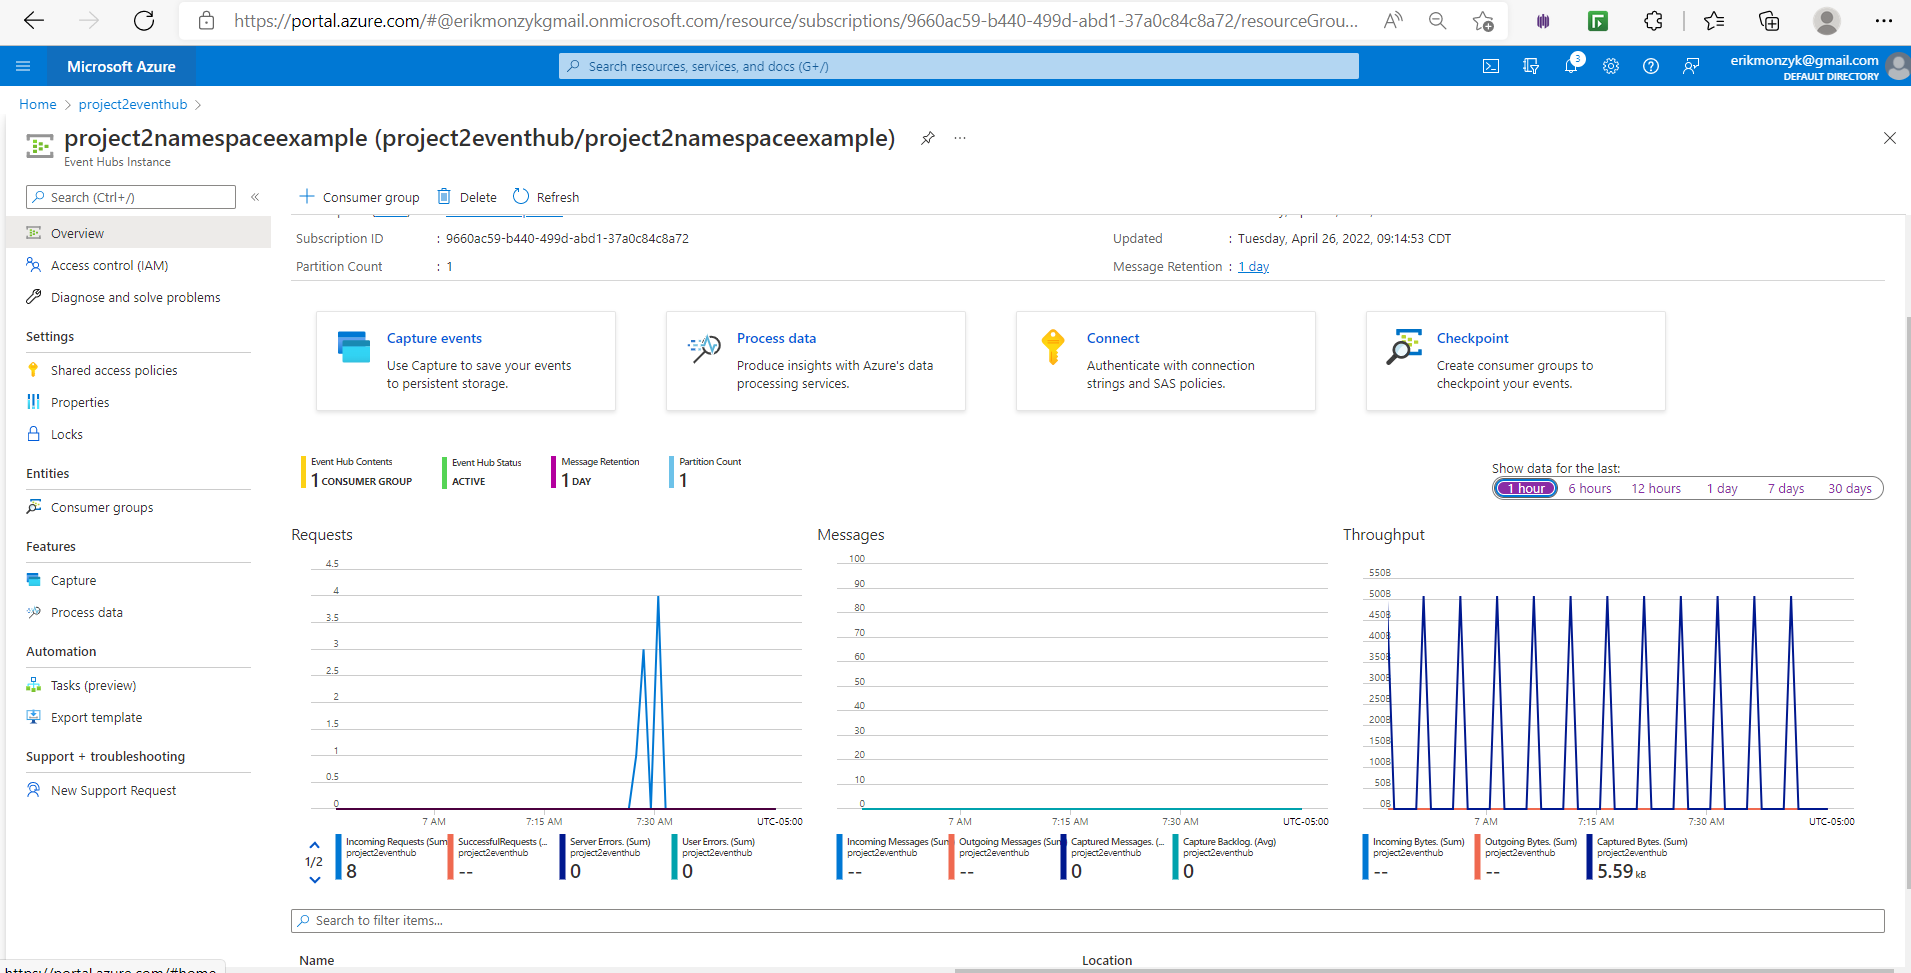 https://portal.azure.com/#@erikmonzykgmail.onmicrosoft.com/resource/subscriptions/9660ac59-b440-499d-abd1-37a0c84c8a72/resourceGrou...
Microsoft Azure
Search resources, services, and docs (G+/)
3
erikmonzyk@gmail.com
DEFAULT DIRECTORY
Home > project2eventhub >
project2namespaceexample (project2eventhub/project2namespaceexample)
Event Hubs Instance
Search (Ctrl+/)
Overview
Access control (IAM)
Diagnose and solve problems
Settings
Shared access policies
Properties
Locks
Entities
Consumer groups
Features
Capture
Process data
Automation
Tasks (preview)
Export template
Support + troubleshooting
New Support Request
Consumer group Delete Refresh
Subscription ID : 9660ac59-b440-499d-abd1-37a0c84c8a72
Updated : Tuesday, April 26, 2022, 09:14:53 CDT
Partition Count : 1
Message Retention : 1 day
Capture events
Use Capture to save your events
to persistent storage.
Process data
Produce insights with Azure's data
processing services.
Connect
Authenticate with connection
strings and SAS policies.
Checkpoint
Create consumer groups to
checkpoint your events.
Event Hub Contents
1 CONSUMER GROUP
Event Hub Status
ACTIVE
Message Retention
1 DAY
Partition Count
1
Show data for the last:
1 hour 6 hours 12 hours 1 day 7 days 30 days
Requests
4.5
4
3.5
3
2.5
2
1.5
1
0.5
0
7 AM 7:15 AM 7:30 AM UTC-05:00
1/2
Incoming Requests (Sum)
project2eventhub
8
SuccessfulRequests (...
project2eventhub
--
Server Errors. (Sum)
project2eventhub
0
User Errors. (Sum)
project2eventhub
0
Messages
100
90
80
70
60
50
40
30
20
10
0
7 AM 7:15 AM 7:30 AM UTC-05:00
Incoming Messages (Sum
project2eventhub
--
Outgoing Messages (Sum
project2eventhub
--
Captured Messages. (...
project2eventhub
0
Capture Backlog. (Avg)
project2eventhub
0
Throughput
550B
500B
450B
400B
350B
300B
250B
200B
150B
100B
50B
0B
7 AM 7:15 AM 7:30 AM UTC-05:00
Incoming Bytes. (Sum)
project2eventhub
--
Outgoing Bytes. (Sum)
project2eventhub
--
Captured Bytes. (Sum)
project2eventhub
5.59 kB
Search to filter items...
Name Location
https://portal.azure.com/#home